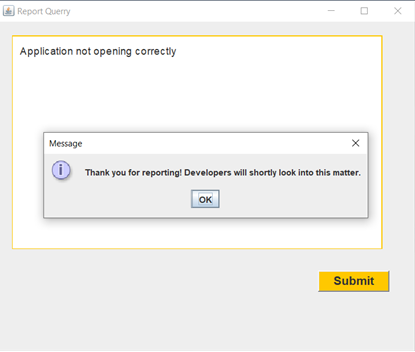 Report Querry
Application not opening correctly
Message
Thank you for reporting! Developers will shortly look into this matter.
OK
Submit